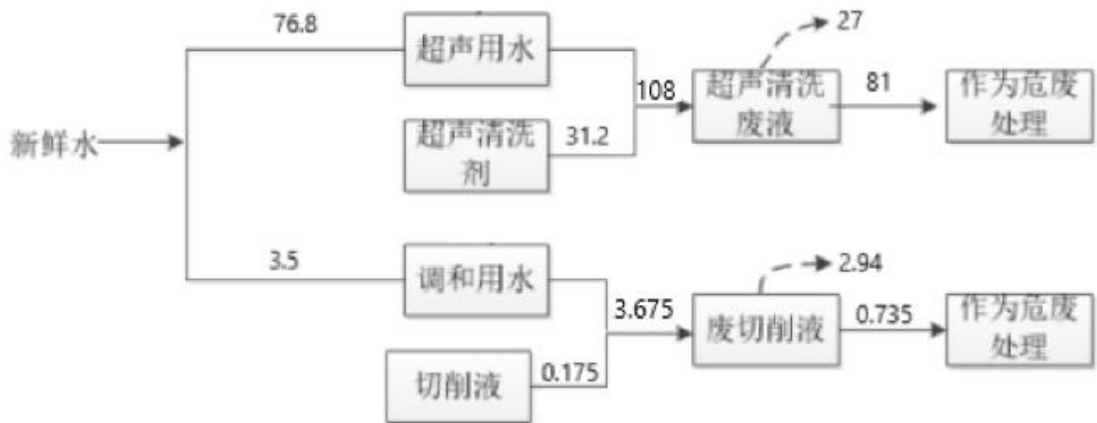 76.8
超声用水
27
108
超声清洗
废液
81
作为危废
处理
新鲜水
超声清洗
剂
31.2
3.5
调和用水
2.94
3.675
废切削液
0.735
作为危废
处理
切削液
0.175